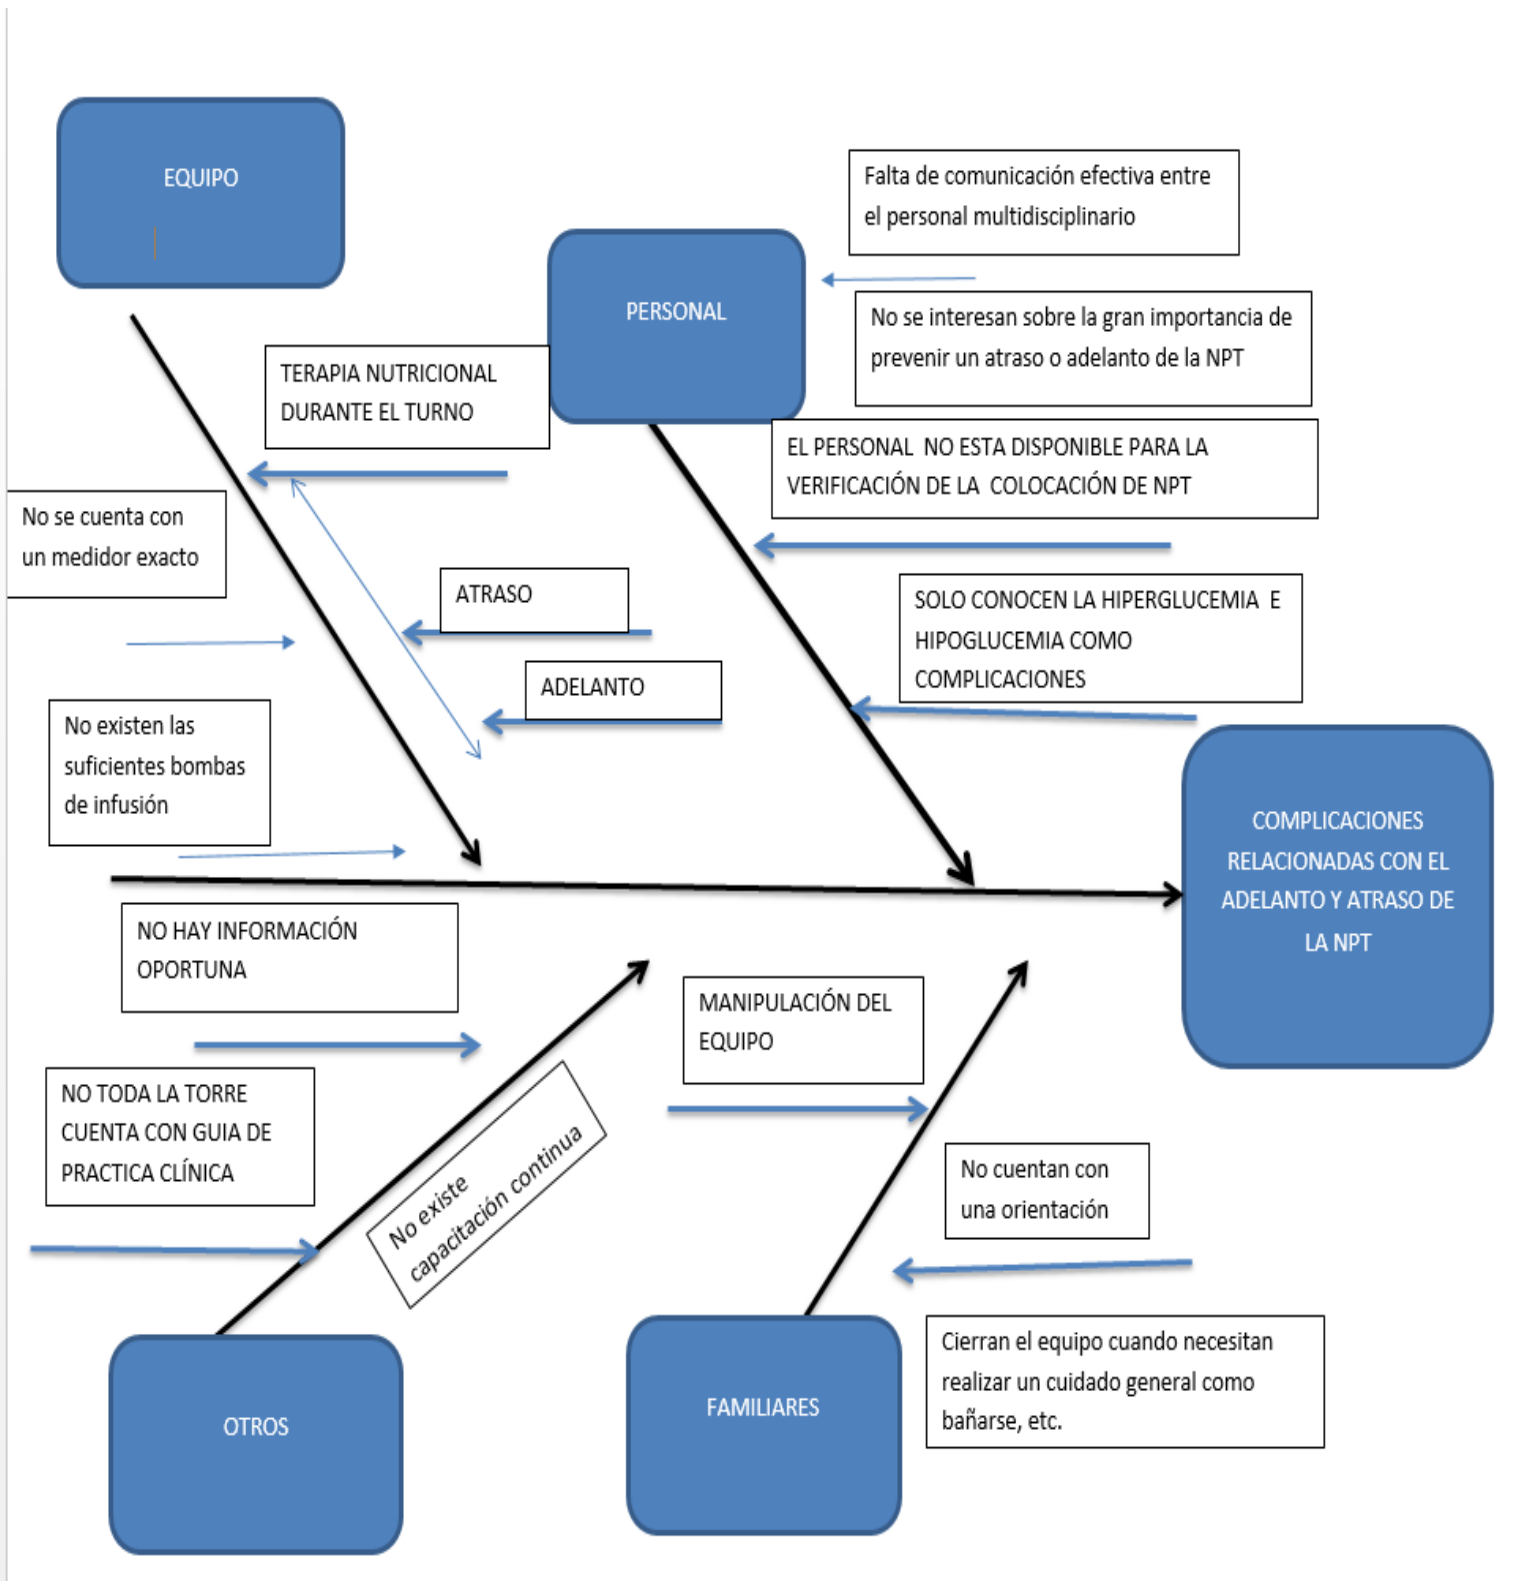 EQUIPO
Falta de comunicación efectiva entre
el personal multidisciplinario
PERSONAL
No se interesan sobre la gran importancia de
prevenir un atraso o adelanto de la NPT
TERAPIA NUTRICIONAL
DURANTE EL TURNO
EL PERSONAL  NO ESTA DISPONIBLE PARA LA
VERIFICACIÓN DE LA  COLOCACIÓN DE NPT
No se cuenta con
un medidor exacto
ATRASO
SOLO CONOCEN LA HIPERGLUCEMIA  E
HIPOGLUCEMIA COMO
COMPLICACIONES
ADELANTO
No existen las
suficientes bombas
de infusión
COMPLICACIONES
RELACIONADAS CON EL
ADELANTO Y ATRASO DE
LA NPT
NO HAY INFORMACIÓN
OPORTUNA
MANIPULACIÓN DEL
EQUIPO
NO TODA LA TORRE
CUENTA CON GUIA DE
PRACTICA CLÍNICA
No existe
capacitación continua
No cuentan con
una orientación
Cierran el equipo cuando necesitan
realizar un cuidado general como
bañarse, etc.
FAMILIARES
OTROS